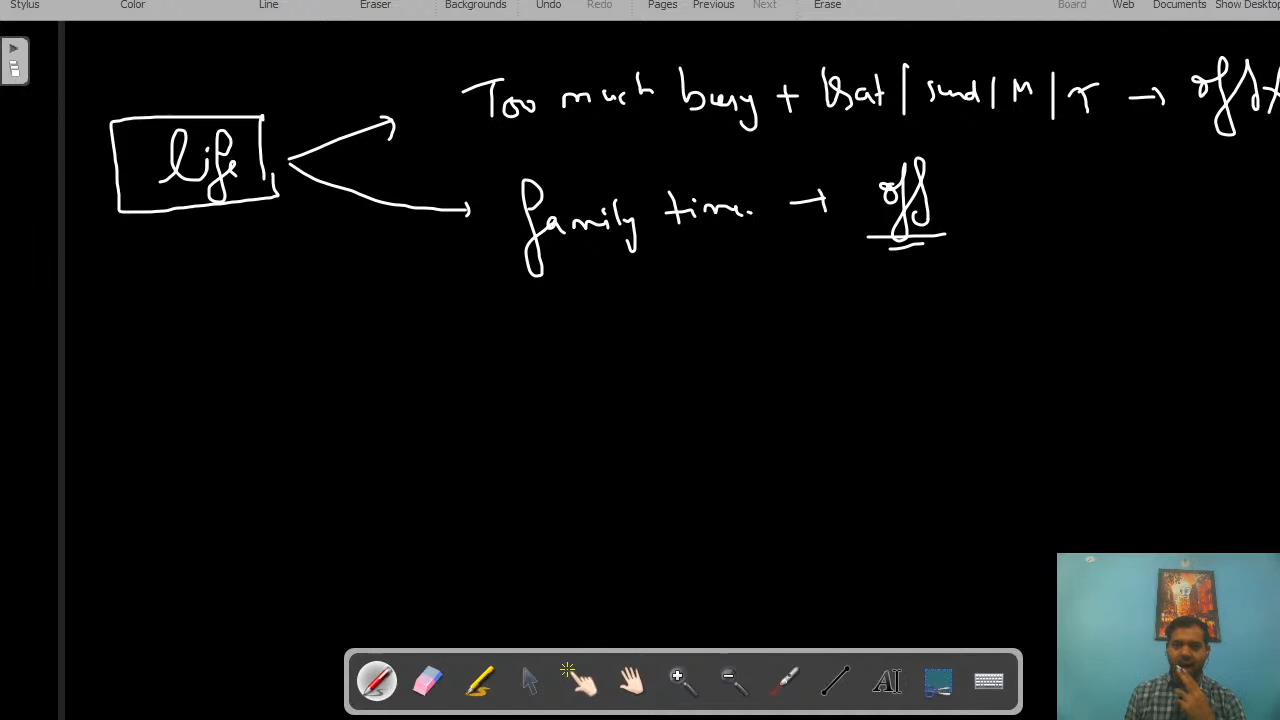 Stylus Color Line Eraser Backgrounds Undo Redo Pages Previous Next Erase Board Web Documents Show Desktop
Too much busy + Sat | Sund | M | T → off x
life
family time. → off
AI